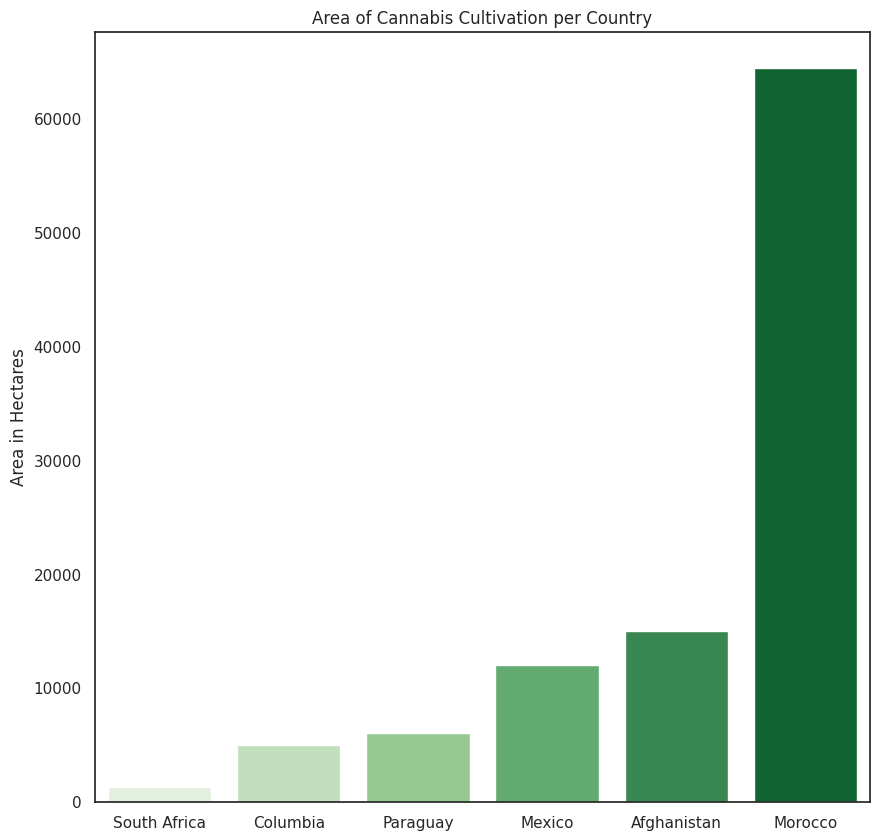 Area of Cannabis Cultivation per Country
Area in Hectares
60000
50000
40000
30000
20000
10000
0
South Africa Columbia Paraguay Mexico Afghanistan Morocco